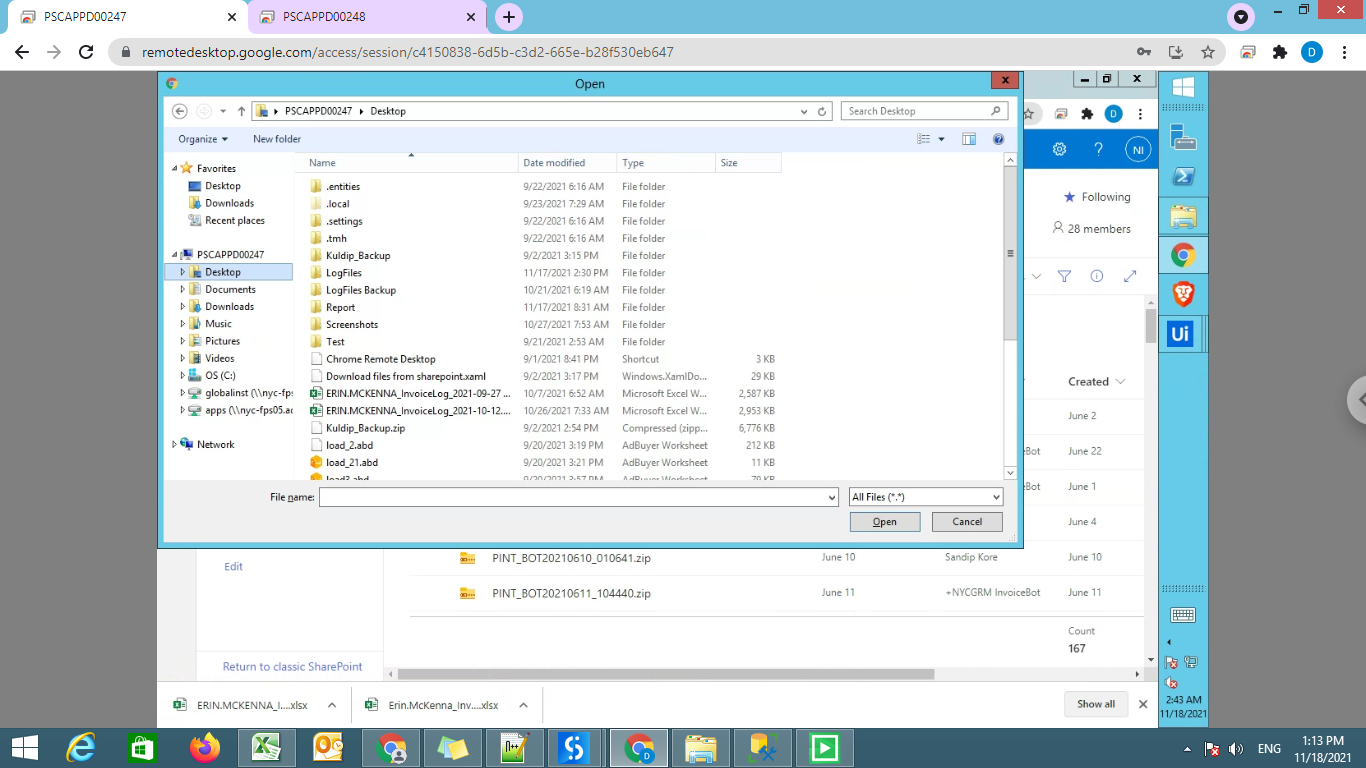 PSCAPPD00247
PSCAPPD00248
remotedesktop.google.com/access/session/c4150838-6d5b-c3d2-665e-b28f530eb647
D
Open
PSCAPPD00247 Desktop
Search Desktop
D
Organize
New folder
NI
Name
Date modified
Type
Size
Favorites
Desktop
Downloads
Recent places
PSCAPPD00247
Desktop
Documents
Downloads
Music
Pictures
Videos
OS (C:)
globalinst (\\nyc-fps
apps (\\nyc-fps05.ac
Network
.entities 9/22/2021 6:16 AM File folder
.local 9/23/2021 7:29 AM File folder
.settings 9/22/2021 6:16 AM File folder
.tmh 9/22/2021 6:16 AM File folder
Kuldip_Backup 9/2/2021 3:15 PM File folder
LogFiles 11/17/2021 2:30 PM File folder
LogFiles Backup 10/21/2021 6:19 AM File folder
Report 11/17/2021 8:31 AM File folder
Screenshots 10/27/2021 7:53 AM File folder
Test 9/21/2021 2:53 AM File folder
Chrome Remote Desktop 9/1/2021 8:41 PM Shortcut 3 KB
Download files from sharepoint.xaml 9/2/2021 3:17 PM Windows.XamlDo... 29 KB
ERIN.MCKENNA_InvoiceLog_2021-09-27 ... 10/7/2021 6:52 AM Microsoft Excel W... 2,587 KB
ERIN.MCKENNA_InvoiceLog_2021-10-12.... 10/26/2021 7:33 AM Microsoft Excel W... 2,953 KB
Kuldip_Backup.zip 9/2/2021 2:54 PM Compressed (zipp... 6,776 KB
load_2.abd 9/20/2021 3:19 PM AdBuyer Worksheet 212 KB
load_21.abd 9/20/2021 3:21 PM AdBuyer Worksheet 11 KB
load3.abd 9/20/2021 3:57 PM AdBuyer Worksheet 79 KB
File name:
All Files (*.*)
Open
Cancel
Following
28 members
Created
June 2
Bot June 22
Bot June 1
June 4
PINT_BOT20210610_010641.zip June 10 Sandip Kore June 10
PINT_BOT20210611_104440.zip June 11 +NYCGRM InvoiceBot June 11
Count
167
Edit
Return to classic SharePoint
ERIN.MCKENNA_I....xlsx
Erin.McKenna_Inv....xlsx
Show all
Ui
2:43 AM
11/18/2021
ENG
1:13 PM
11/18/2021